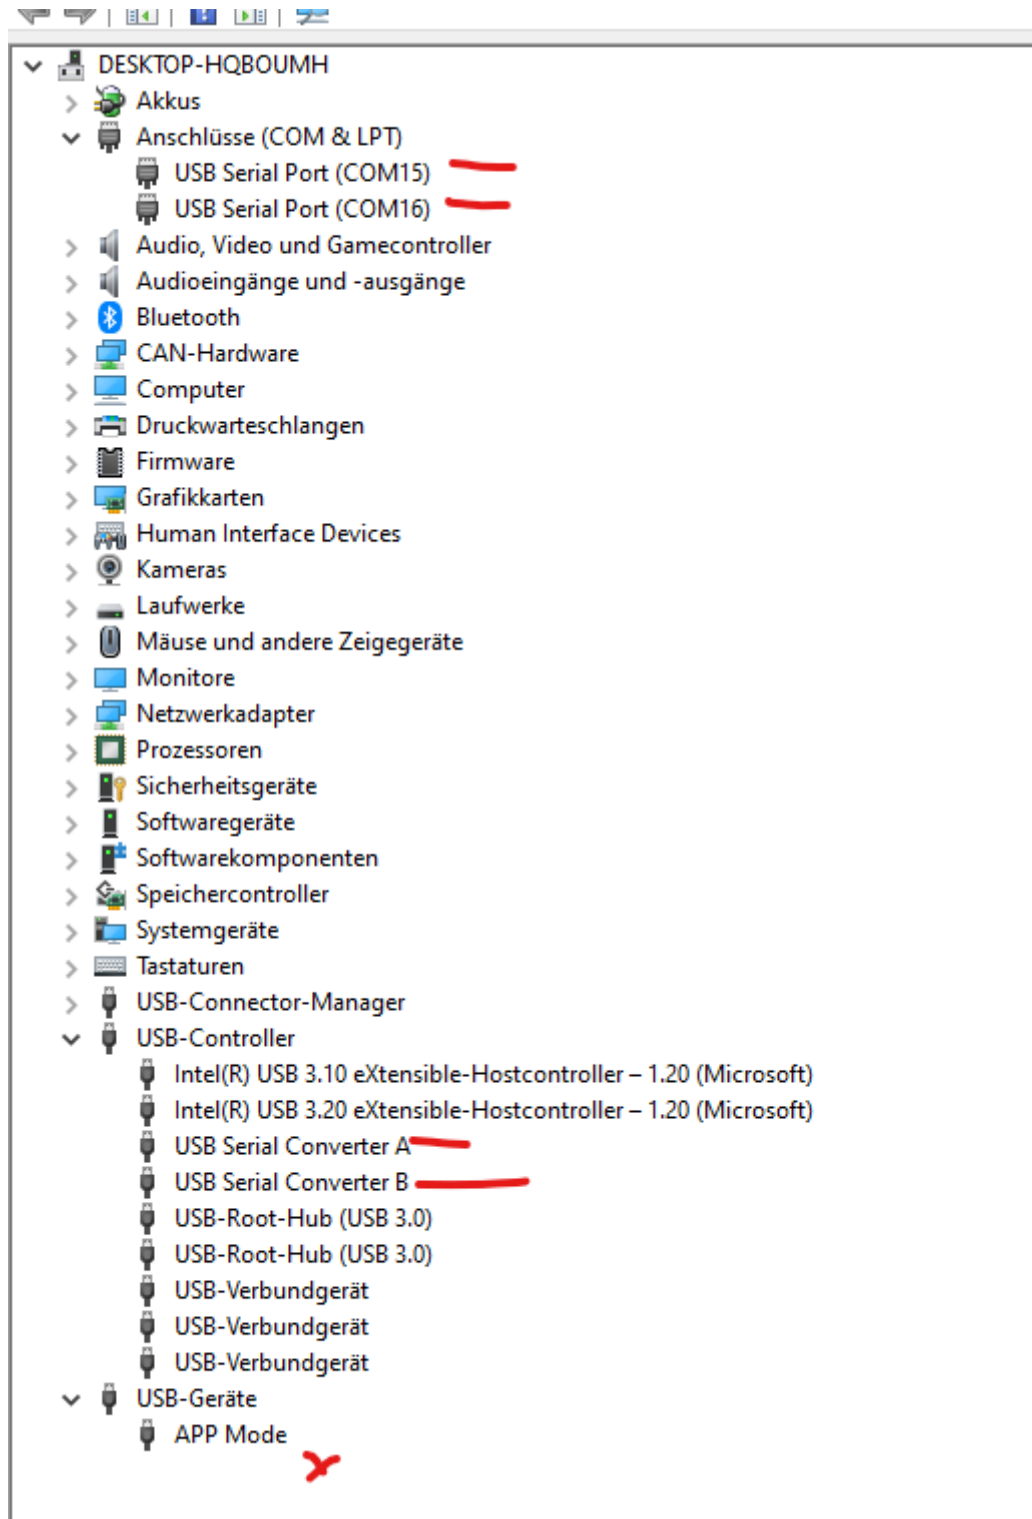 DESKTOP-HQBOUMH
Akkus
Anschlüsse (COM & LPT)
USB Serial Port (COM15)
USB Serial Port (COM16)
Audio, Video und Gamecontroller
Audioeingänge und -ausgänge
Bluetooth
CAN-Hardware
Computer
Druckwarteschlangen
Firmware
Grafikkarten
Human Interface Devices
Kameras
Laufwerke
Mäuse und andere Zeigegeräte
Monitore
Netzwerkadapter
Prozessoren
Sicherheitsgeräte
Softwaregeräte
Softwarekomponenten
Speichercontroller
Systemgeräte
Tastaturen
USB-Connector-Manager
USB-Controller
Intel(R) USB 3.10 eXtensible-Hostcontroller – 1.20 (Microsoft)
Intel(R) USB 3.20 eXtensible-Hostcontroller – 1.20 (Microsoft)
USB Serial Converter A
USB Serial Converter B
USB-Root-Hub (USB 3.0)
USB-Root-Hub (USB 3.0)
USB-Verbundgerät
USB-Verbundgerät
USB-Verbundgerät
USB-Geräte
APP Mode